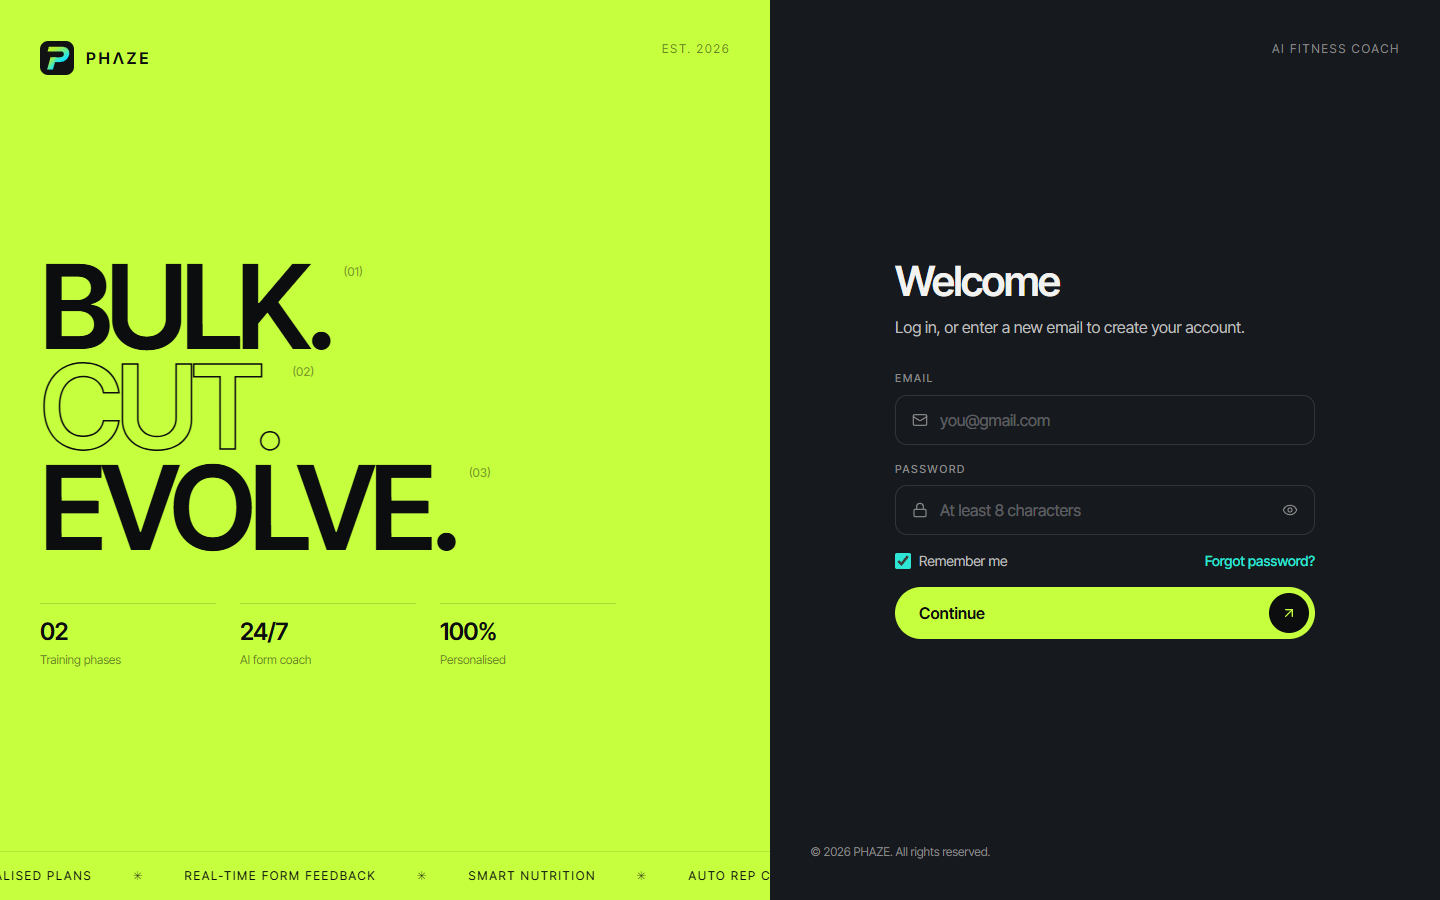 PHΛZE
EST. 2026
BULK.
(01)
CUT.
(02)
EVOLVE.
(03)
02
Training phases
24/7
AI form coach
100%
Personalised
ALISED PLANS ✳ REAL-TIME FORM FEEDBACK ✳ SMART NUTRITION ✳ AUTO REP C
AI FITNESS COACH
Welcome
Log in, or enter a new email to create your account.
EMAIL
you@gmail.com
PASSWORD
At least 8 characters
Remember me
Forgot password?
Continue
© 2026 PHAZE. All rights reserved.